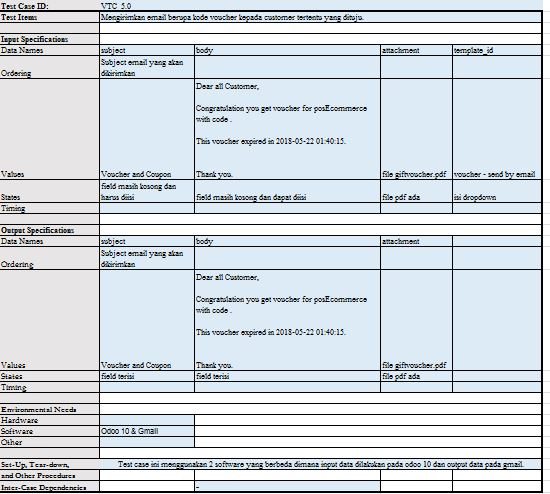 Test Case ID: VTC_5.0
Test Items Mengirimkan email berupa kode voucher kepada customer tertentu yang dituju.
Input Specifications
Data Names subject body attachment template_id
Ordering Subject email yang akan
dikirimkan
Dear all Customer,
Congratulation you get voucher for posEcommerce
with code .
This voucher expired in 2018-05-22 01:40:15.
Values Voucher and Coupon Thank you. file giftvoucher.pdf voucher - send by email
States field masih kosong dan
harus diisi field masih kosong dan dapat diisi file pdf ada isi dropdown
Timing
Output Specifications
Data Names subject body attachment
Ordering Subject email yang akan
dikirimkan
Dear all Customer,
Congratulation you get voucher for posEcommerce
with code .
This voucher expired in 2018-05-22 01:40:15.
Values Voucher and Coupon Thank you. file giftvoucher.pdf
States field terisi field terisi file pdf ada
Timing
Environmental Needs
Hardware
Software Odoo 10 & Gmail
Other
Set-Up, Tear-down, Test case ini menggunakan 2 software yang berbeda dimana input data dilakukan pada odoo 10 dan output data pada gmail.
and Other Procedures
Inter-Case Dependencies -